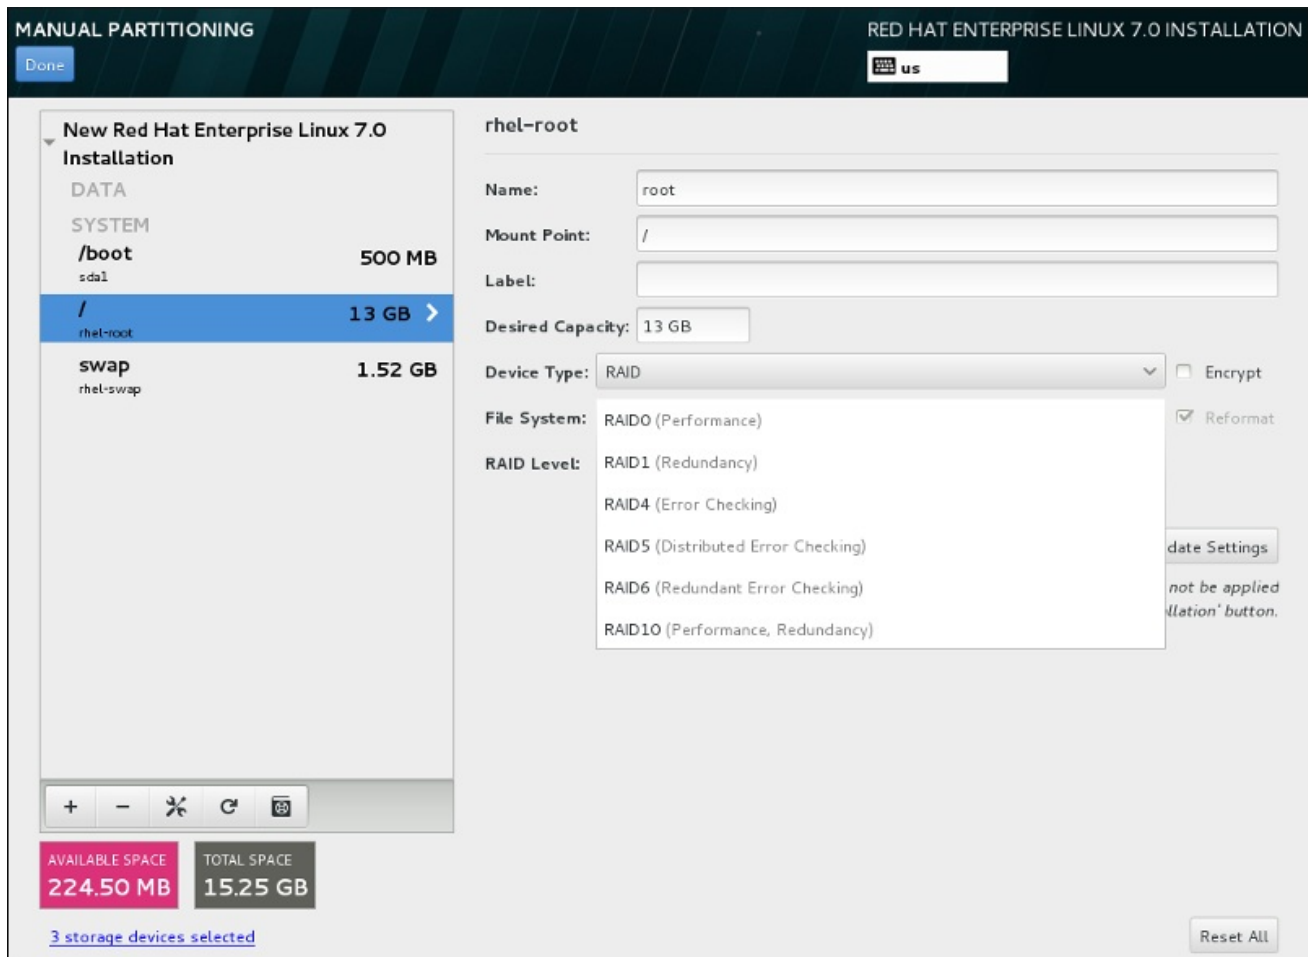 MANUAL PARTITIONING
RED HAT ENTERPRISE LINUX 7.0 INSTALLATION
Done
us
New Red Hat Enterprise Linux 7.0
Installation
DATA
SYSTEM
/boot
500 MB
sda1
/
13 GB
rhel-root
swap
1.52 GB
rhel-swap
rhel-root
Name: root
Mount Point: /
Label:
Desired Capacity: 13 GB
Device Type: RAID
Encrypt
File System:
Reformat
RAID Level:
RAID0 (Performance)
RAID1 (Redundancy)
RAID4 (Error Checking)
RAID5 (Distributed Error Checking)
RAID6 (Redundant Error Checking)
RAID10 (Performance, Redundancy)
date Settings
not be applied
llation' button.
AVAILABLE SPACE
224.50 MB
TOTAL SPACE
15.25 GB
3 storage devices selected
Reset All